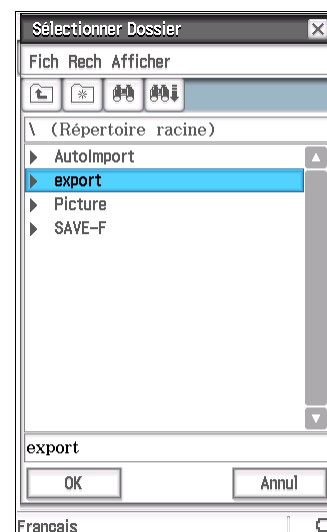 Sélectionner Dossier
Fich Rech Afficher
\ (Répertoire racine)
AutoImport
export
Picture
SAVE-F
export
OK Annul
Français